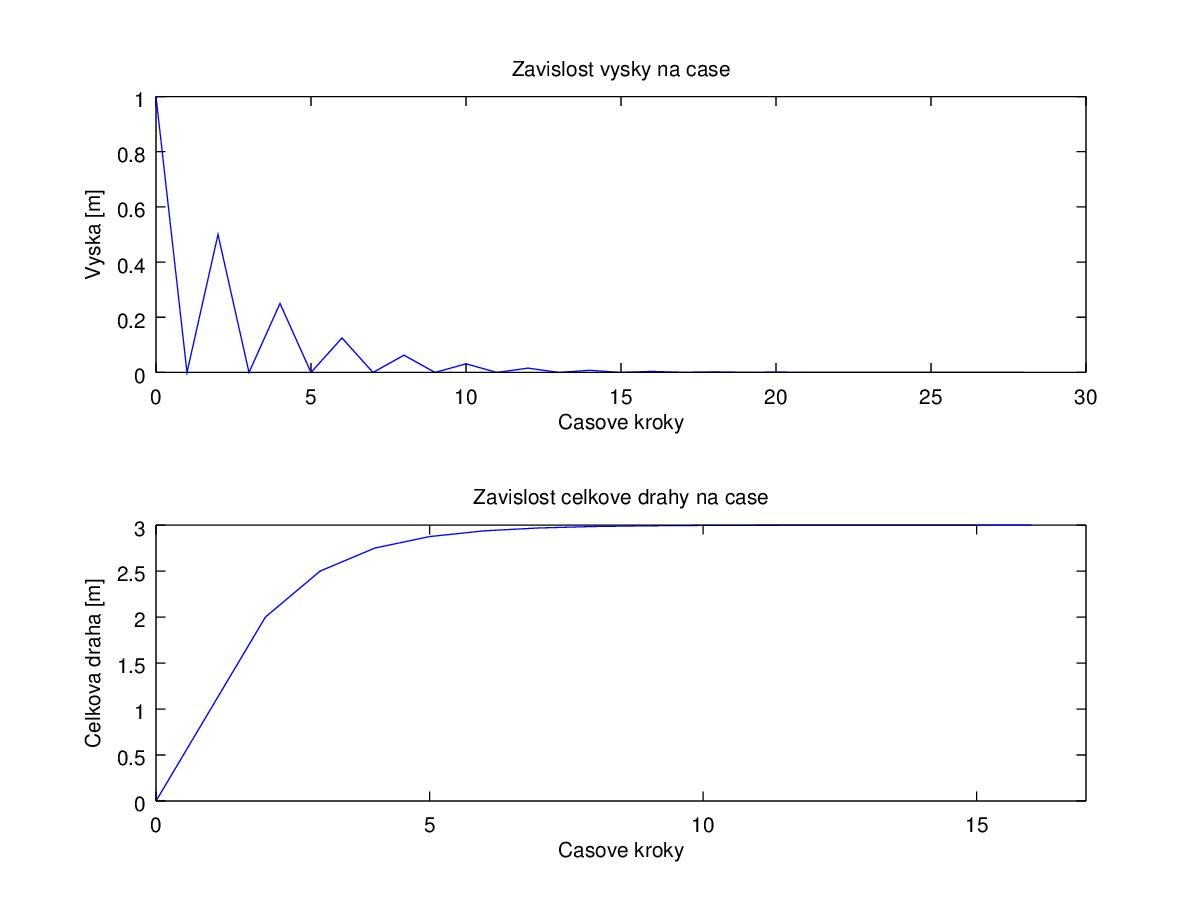 Zavislost vysky na case
1
0.8
0.6
0.4
0.2
0
Vyska [m]
0 5 10 15 20 25 30
Casove kroky
Zavislost celkove drahy na case
3
2.5
2
1.5
1
0.5
0
Celkova draha [m]
0 5 10 15
Casove kroky